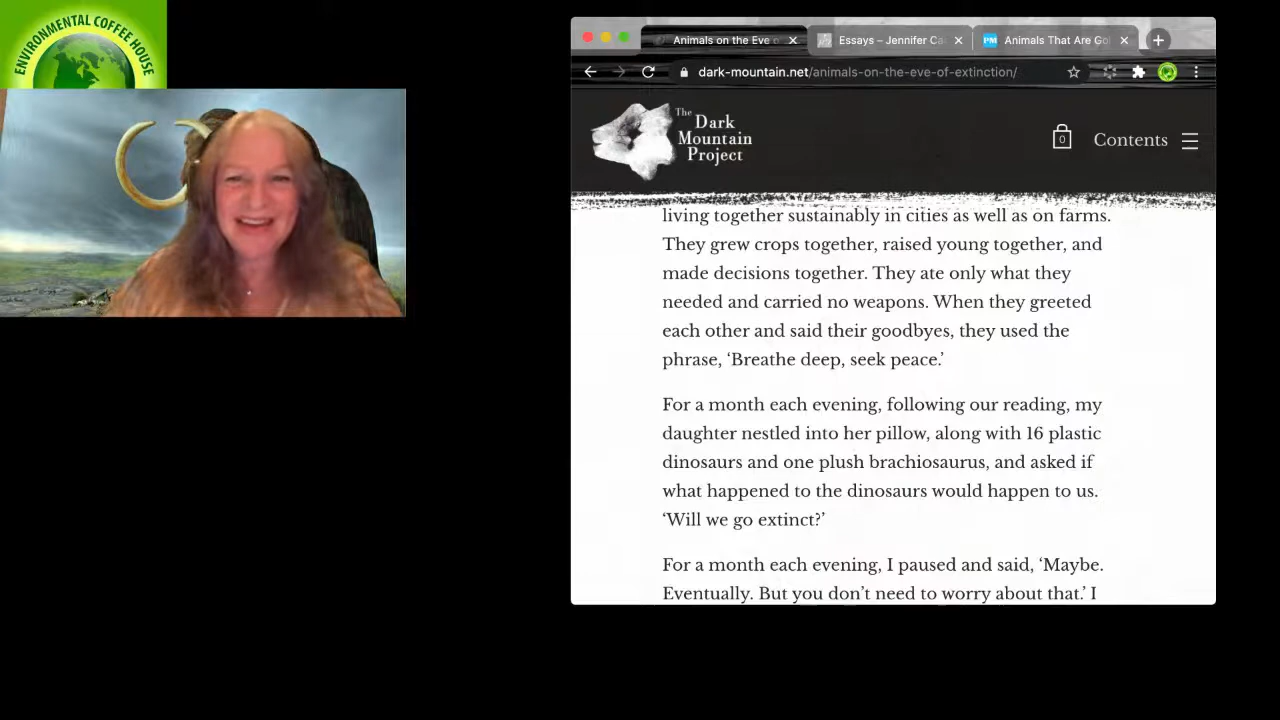 ENVIRONMENTAL COFFEE HOUSE
Animals on the Eve o
Essays – Jennifer Ca
PM
Animals That Are Go
dark-mountain.net/animals-on-the-eve-of-extinction/
The
Dark
Mountain
Project
0
Contents
living together sustainably in cities as well as on farms.
They grew crops together, raised young together, and
made decisions together. They ate only what they
needed and carried no weapons. When they greeted
each other and said their goodbyes, they used the
phrase, ‘Breathe deep, seek peace.’
For a month each evening, following our reading, my
daughter nestled into her pillow, along with 16 plastic
dinosaurs and one plush brachiosaurus, and asked if
what happened to the dinosaurs would happen to us.
‘Will we go extinct?’
For a month each evening, I paused and said, ‘Maybe.
Eventually. But you don’t need to worry about that.’ I